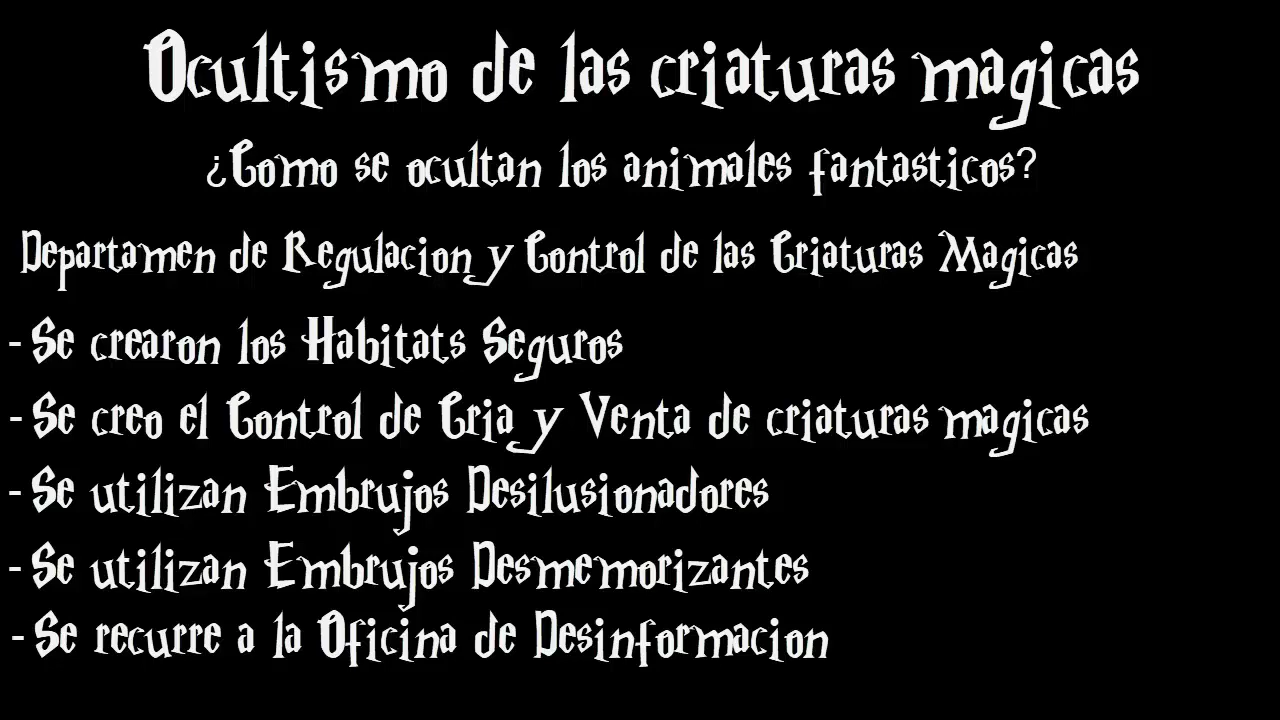 Ocultismo de las criaturas magicas
¿Como se ocultan los animales fantasticos?
Departamen de Regulacion y Control de las Criaturas Magicas
- Se crearon los Habitats Seguros
- Se creo el Control de Cria y Venta de criaturas magicas
- Se utilizan Embrujos Desilusionadores
- Se utilizan Embrujos Desmemorizantes
- Se recurre a la Oficina de Desinformacion